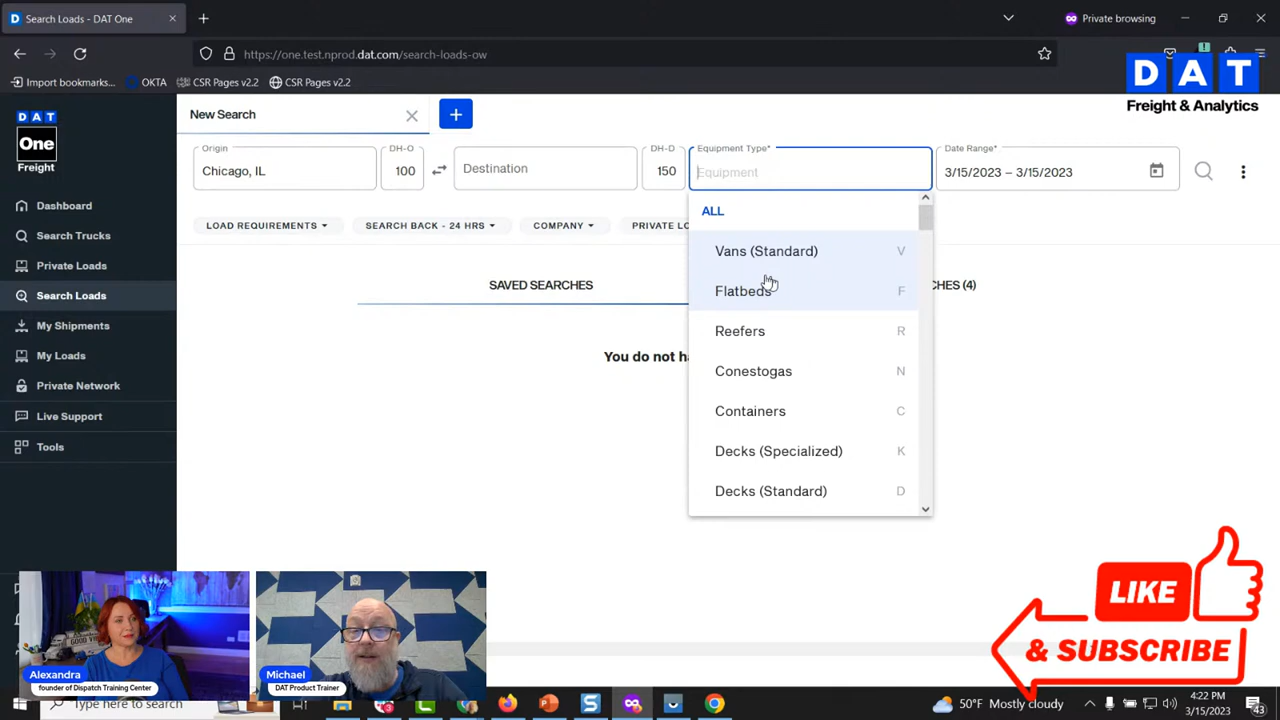 Search Loads - DAT One
Private browsing
https://one.test.nprod.dat.com/search-loads-ow
Import bookmarks...
OKTA
CSR Pages v2.2
CSR Pages v2.2
DAT
Freight & Analytics
DAT
One
Freight
New Search
Origin
Chicago, IL
DH-O
100
Destination
DH-D
150
Equipment Type*
Equipment
Date Range*
3/15/2023 – 3/15/2023
LOAD REQUIREMENTS
SEARCH BACK - 24 HRS
COMPANY
PRIVATE LO
Dashboard
Search Trucks
Private Loads
Search Loads
My Shipments
My Loads
Private Network
Live Support
Tools
ALL
Vans (Standard) V
Flatbeds F
Reefers R
Conestogas N
Containers C
Decks (Specialized) K
Decks (Standard) D
SAVED SEARCHES
CHES (4)
You do not ha
GOOD
Alexandra
founder of Dispatch Training Center
Michael
DAT Product Trainer
LIKE
& SUBSCRIBE
Type here to search
50°F Mostly cloudy
4:22 PM
3/15/2023
43